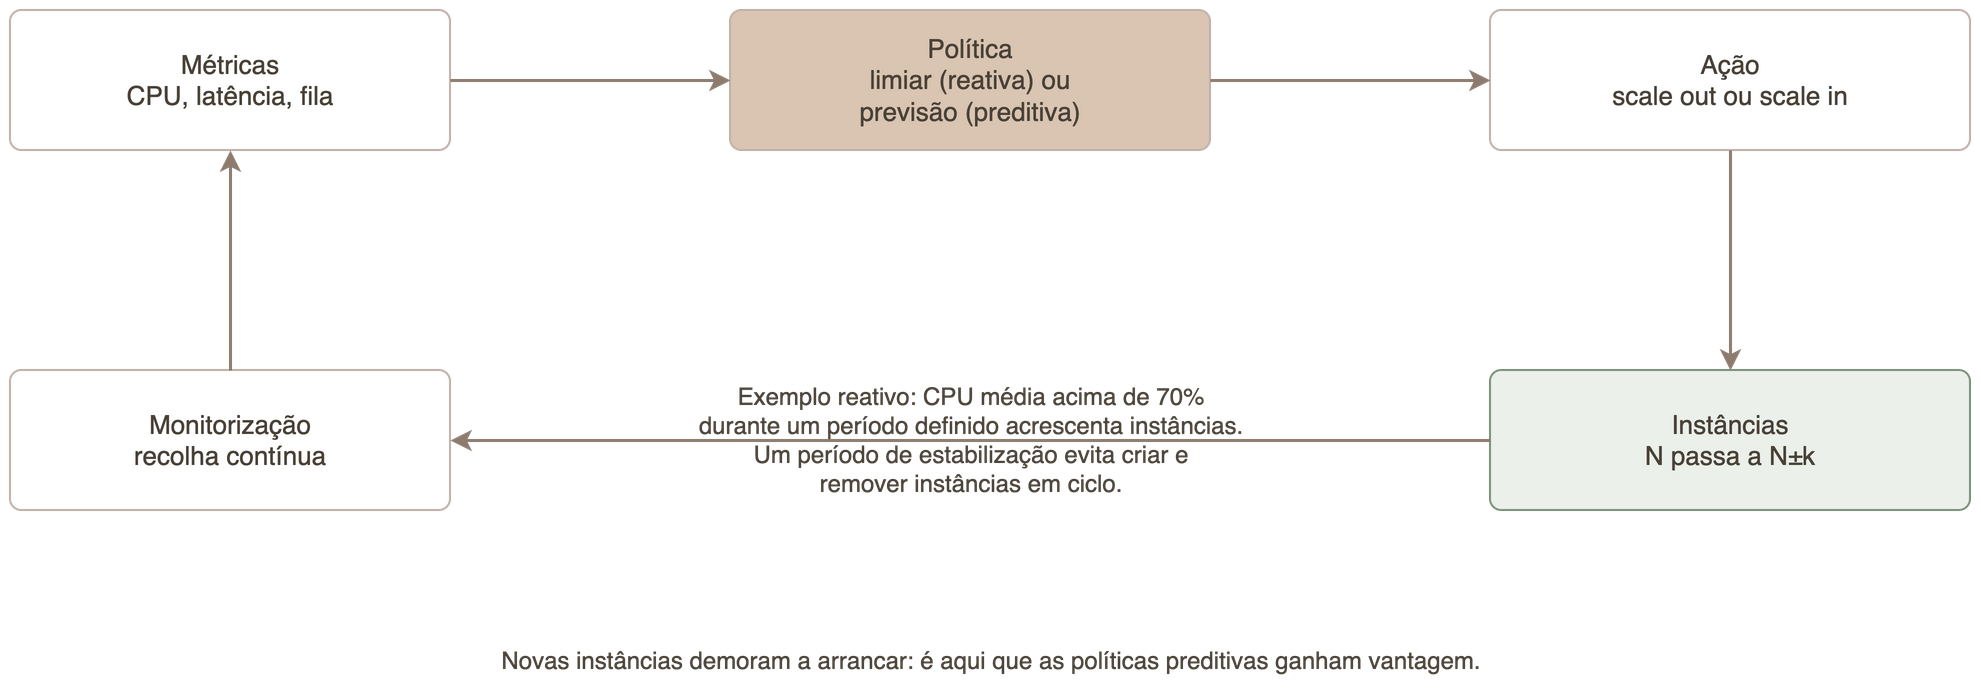 Métricas
CPU, latência, fila
Política
limiar (reativa) ou
previsão (preditiva)
Ação
scale out ou scale in
Monitorização
recolha contínua
Exemplo reativo: CPU média acima de 70%
durante um período definido acrescenta instâncias.
Um período de estabilização evita criar e
remover instâncias em ciclo.
Instâncias
N passa a N±k
Novas instâncias demoram a arrancar: é aqui que as políticas preditivas ganham vantagem.